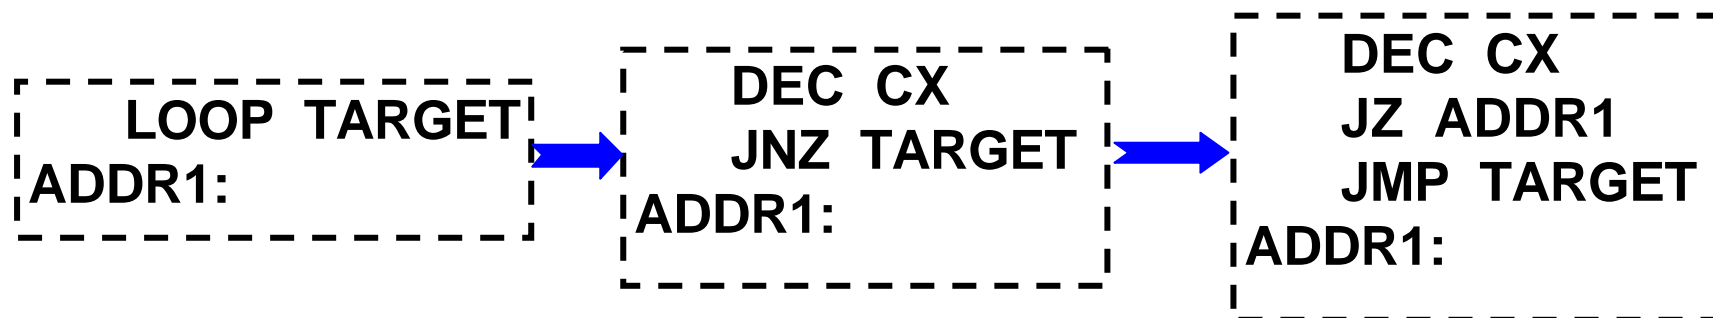 LOOP TARGET
ADDR1:
DEC CX
JNZ TARGET
ADDR1:
DEC CX
JZ ADDR1
JMP TARGET
ADDR1: